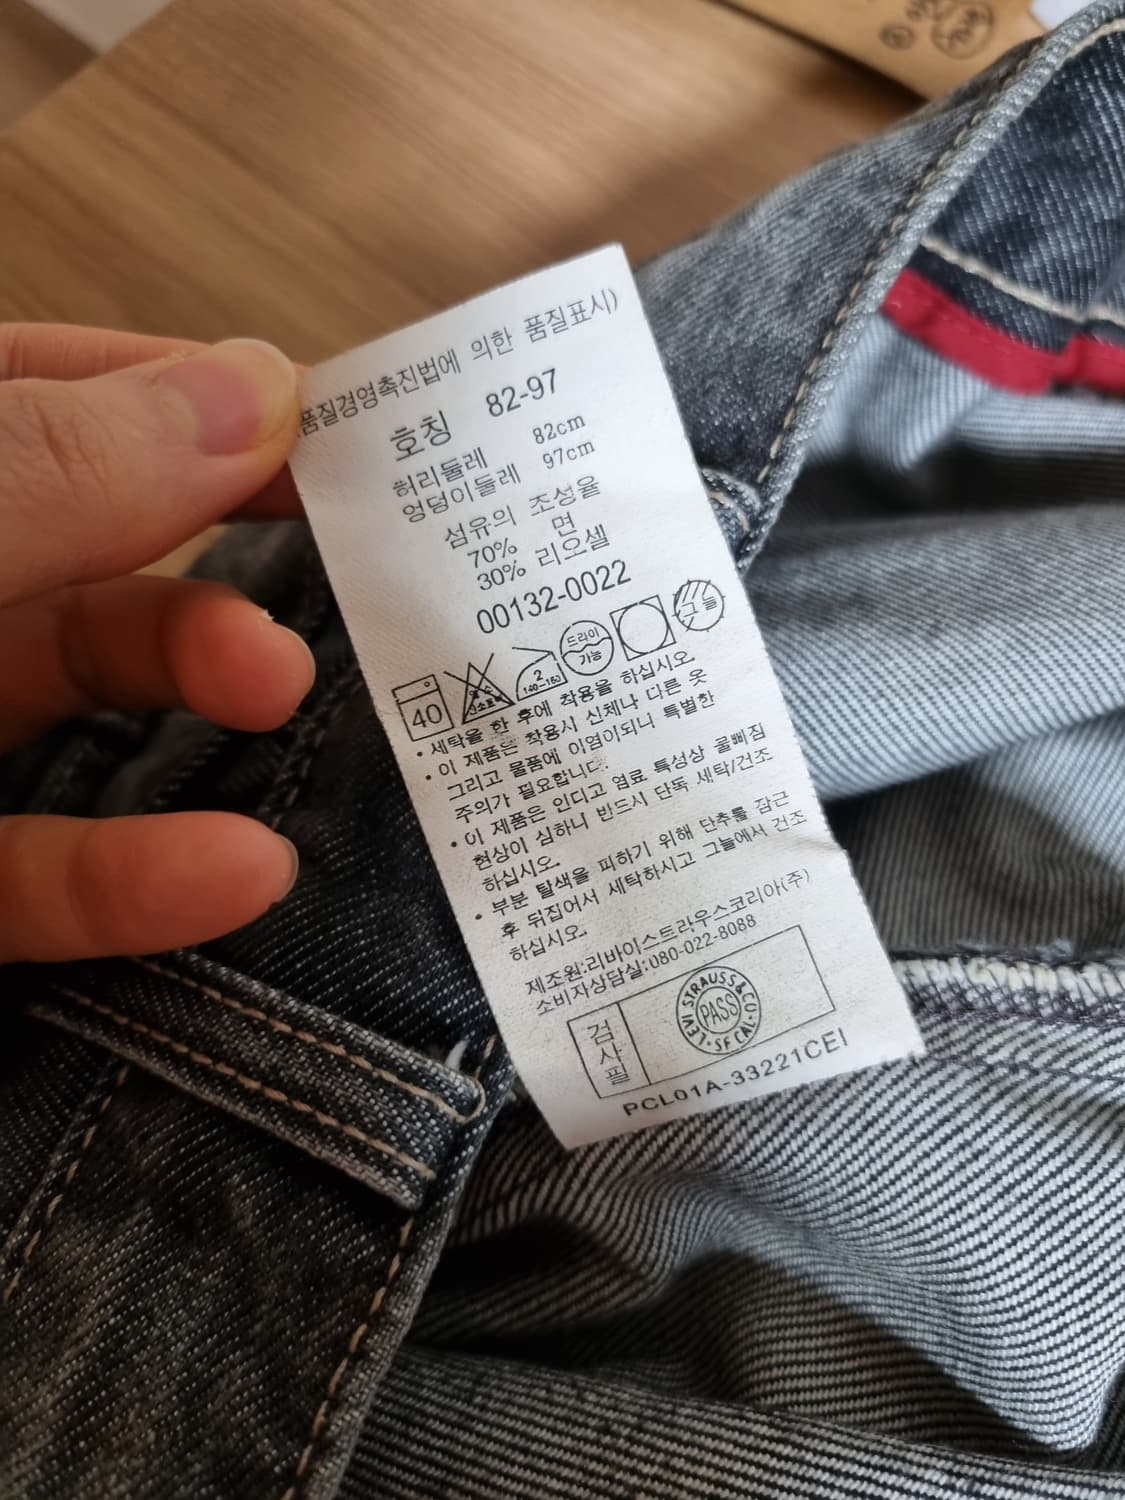 품질경영촉진법에 의한 품질표시)
호칭 82-97
허리둘레 82cm
엉덩이둘레 97cm
섬유의 조성율
70% 면
30% 리오셀
00132-0022
40
2
140~160
드라이
가능
그늘
• 세탁을 한 후에 착용을 하십시오.
• 이 제품은 착용시 신체나 다른 옷
그리고 물품에 이염이되니 특별한
주의가 필요합니다.
• 이 제품은 인디고 염료 특성상 물빠짐
현상이 심하니 반드시 단독 세탁/건조
하십시오.
• 부분 탈색을 피하기 위해 단추를 잠근
후 뒤집어서 세탁하시고 그늘에서 건조
하십시오.
제조원:리바이스트라우스코리아(주)
소비자상담실:080-022-8088
검사필
LEVI STRAUSS & CO
PASS
S F CAL
PCL01A-33221CEI